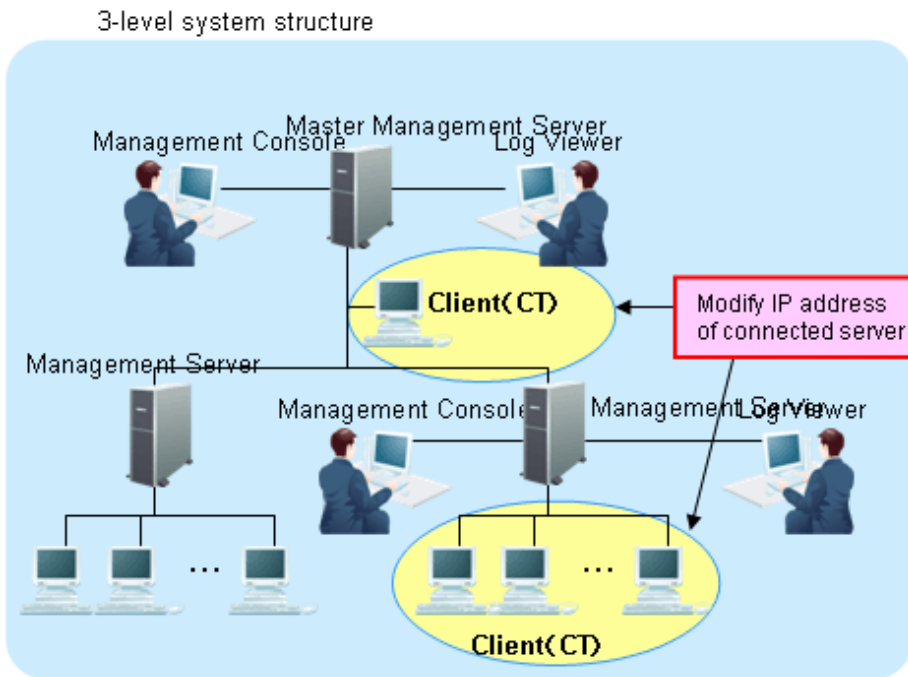 3-level system structure
Master Management Server
Management Console
Log Viewer
Client(CT)
Modify IP address
of connected server
Management Server
Management Console
Management Server
Log Viewer
...
...
Client(CT)